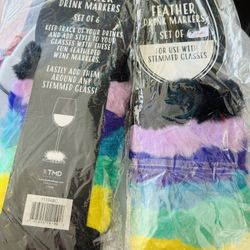 DRINK MARKERS
SET OF 6
KEEP TRACK OF YOUR DRINKS
AND ADD STYLE TO YOUR
GLASSES WITH THESE
FUN FEATHERED
WINE MARKERS
EASILY ADD THEM
AROUND ANY
STEMMED GLASS!
TMD
FEATHER
DRINK MARKERS
SET OF 6
FOR USE WITH
STEMMED GLASSES